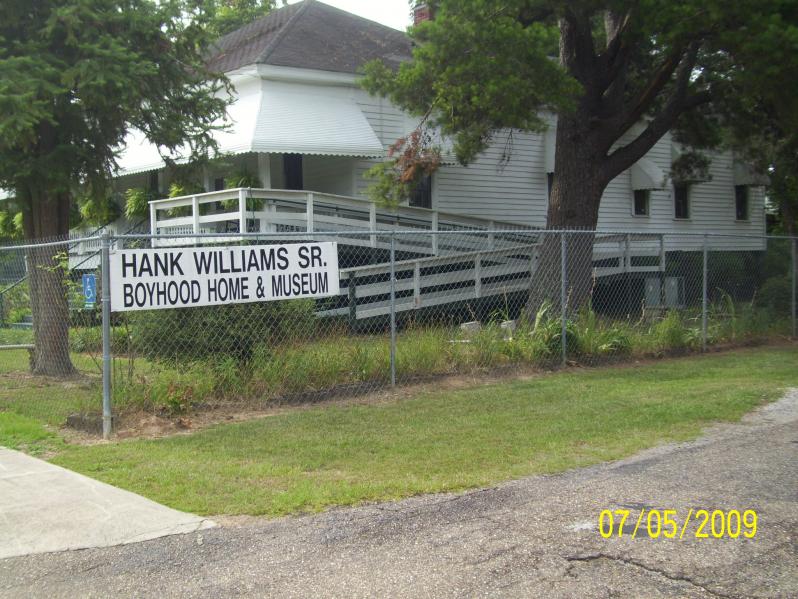 HANK WILLIAMS SR.
BOYHOOD HOME & MUSEUM
07/05/2009